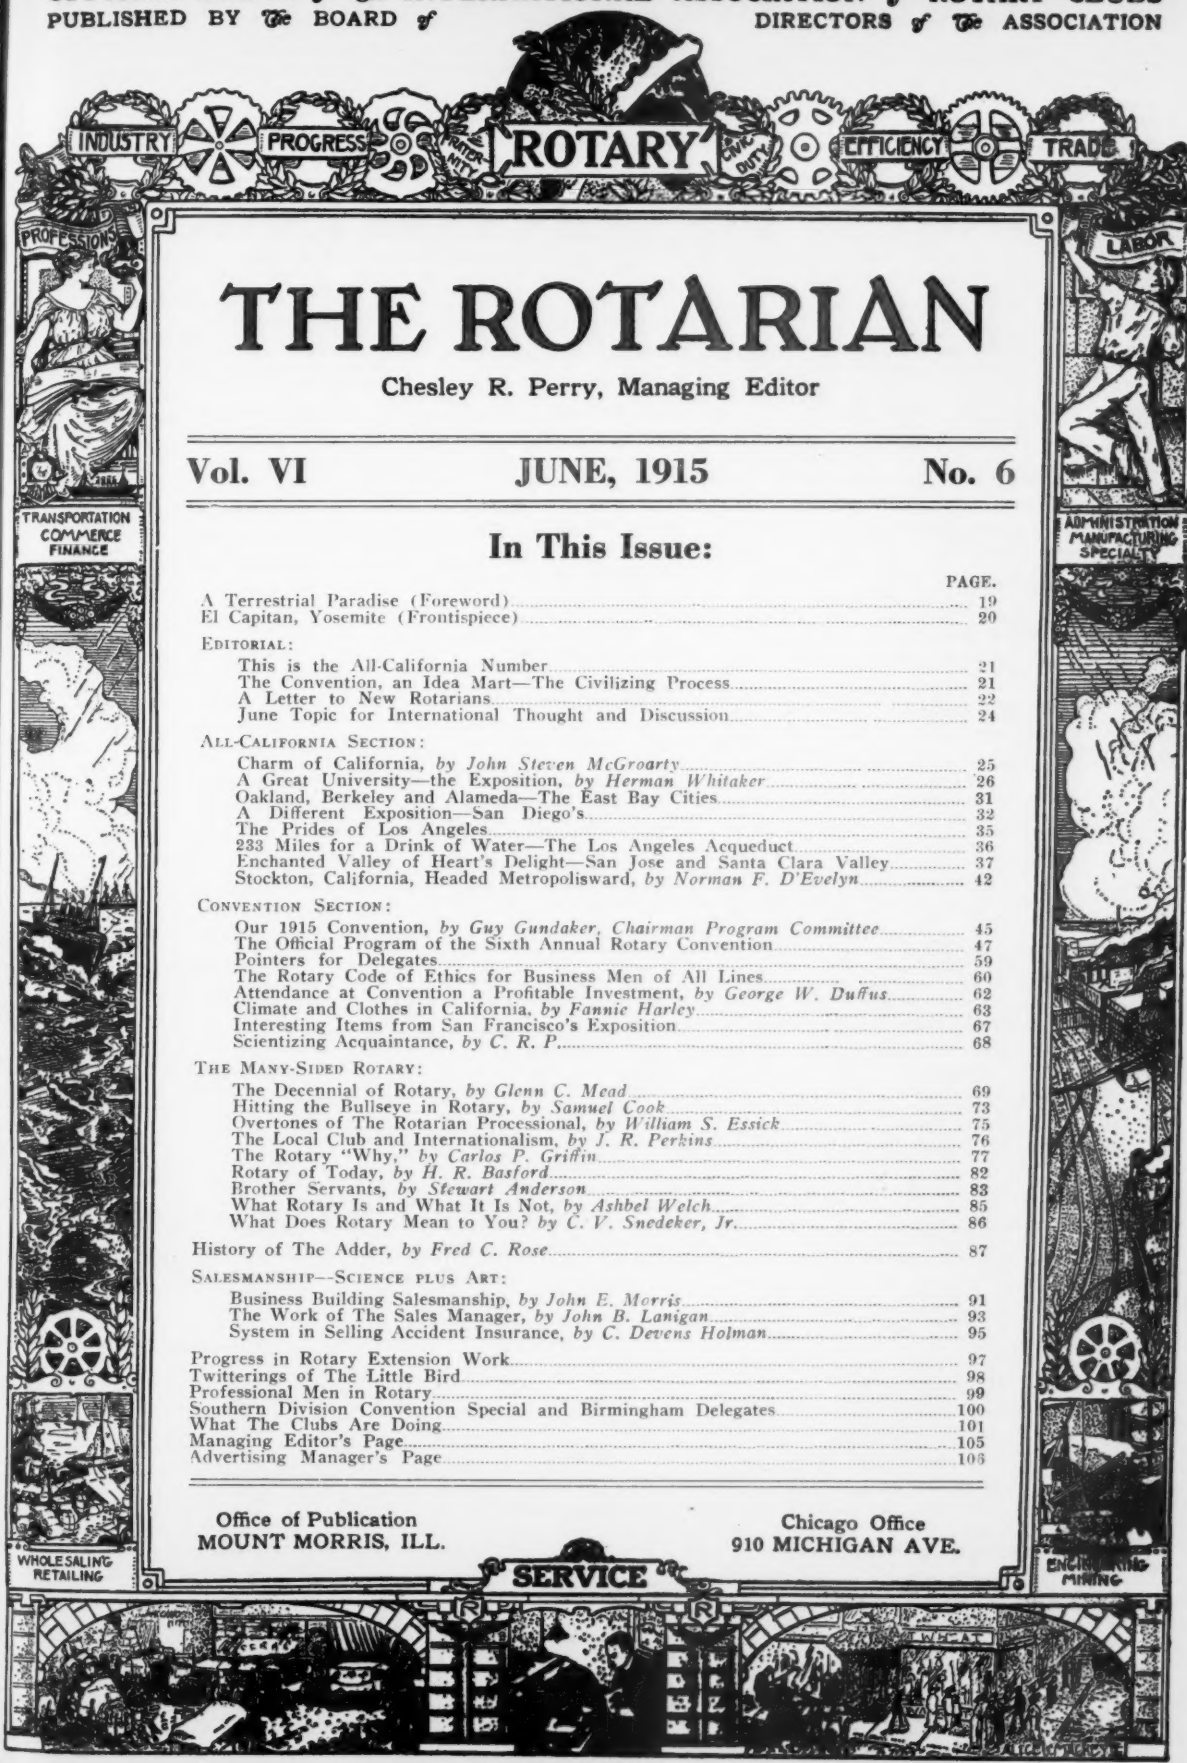 PUBLISHED BY The BOARD of DIRECTORS of The ASSOCIATION
INDUSTRY PROGRESS FRATERNITY ROTARY CIVIC DUTY EFFICIENCY TRADE
PROFESSIONS
LABOR
THE ROTARIAN
Chesley R. Perry, Managing Editor
Vol. VI JUNE, 1915 No. 6
TRANSPORTATION
COMMERCE
FINANCE
ADMINISTRATION
MANUFACTURING
SPECIALTY
In This Issue:
PAGE.
A Terrestrial Paradise (Foreword) 19
El Capitan, Yosemite (Frontispiece) 20
EDITORIAL:
This is the All-California Number 21
The Convention, an Idea Mart—The Civilizing Process 21
A Letter to New Rotarians 22
June Topic for International Thought and Discussion 24
ALL-CALIFORNIA SECTION:
Charm of California, by John Steven McGroarty 25
A Great University—the Exposition, by Herman Whitaker 26
Oakland, Berkeley and Alameda—The East Bay Cities 31
A Different Exposition—San Diego's 32
The Prides of Los Angeles 35
233 Miles for a Drink of Water—The Los Angeles Acqueduct 36
Enchanted Valley of Heart's Delight—San Jose and Santa Clara Valley 37
Stockton, California, Headed Metropolisward, by Norman F. D'Evelyn 42
CONVENTION SECTION:
Our 1915 Convention, by Guy Gundaker, Chairman Program Committee 45
The Official Program of the Sixth Annual Rotary Convention 47
Pointers for Delegates 59
The Rotary Code of Ethics for Business Men of All Lines 60
Attendance at Convention a Profitable Investment, by George W. Duffus 62
Climate and Clothes in California, by Fannie Harley 63
Interesting Items from San Francisco's Exposition 67
Scientizing Acquaintance, by C. R. P. 68
THE MANY-SIDED ROTARY:
The Decennial of Rotary, by Glenn C. Mead 69
Hitting the Bullseye in Rotary, by Samuel Cook 73
Overtones of The Rotarian Processional, by William S. Essick 75
The Local Club and Internationalism, by J. R. Perkins 76
The Rotary "Why," by Carlos P. Griffin 77
Rotary of Today, by H. R. Basford 82
Brother Servants, by Stewart Anderson 83
What Rotary Is and What It Is Not, by Ashbel Welch 85
What Does Rotary Mean to You? by C. V. Snedeker, Jr. 86
History of The Adder, by Fred C. Rose 87
SALESMANSHIP—SCIENCE PLUS ART:
Business Building Salesmanship, by John E. Morris 91
The Work of The Sales Manager, by John B. Lanigan 93
System in Selling Accident Insurance, by C. Devens Holman 95
Progress in Rotary Extension Work 97
Twitterings of The Little Bird 98
Professional Men in Rotary 99
Southern Division Convention Special and Birmingham Delegates 100
What The Clubs Are Doing 101
Managing Editor's Page 105
Advertising Manager's Page 106
Office of Publication
MOUNT MORRIS, ILL.
Chicago Office
910 MICHIGAN AVE.
WHOLESALING
RETAILING
SERVICE
ENGINEERING
MINING
R R
WHEAT